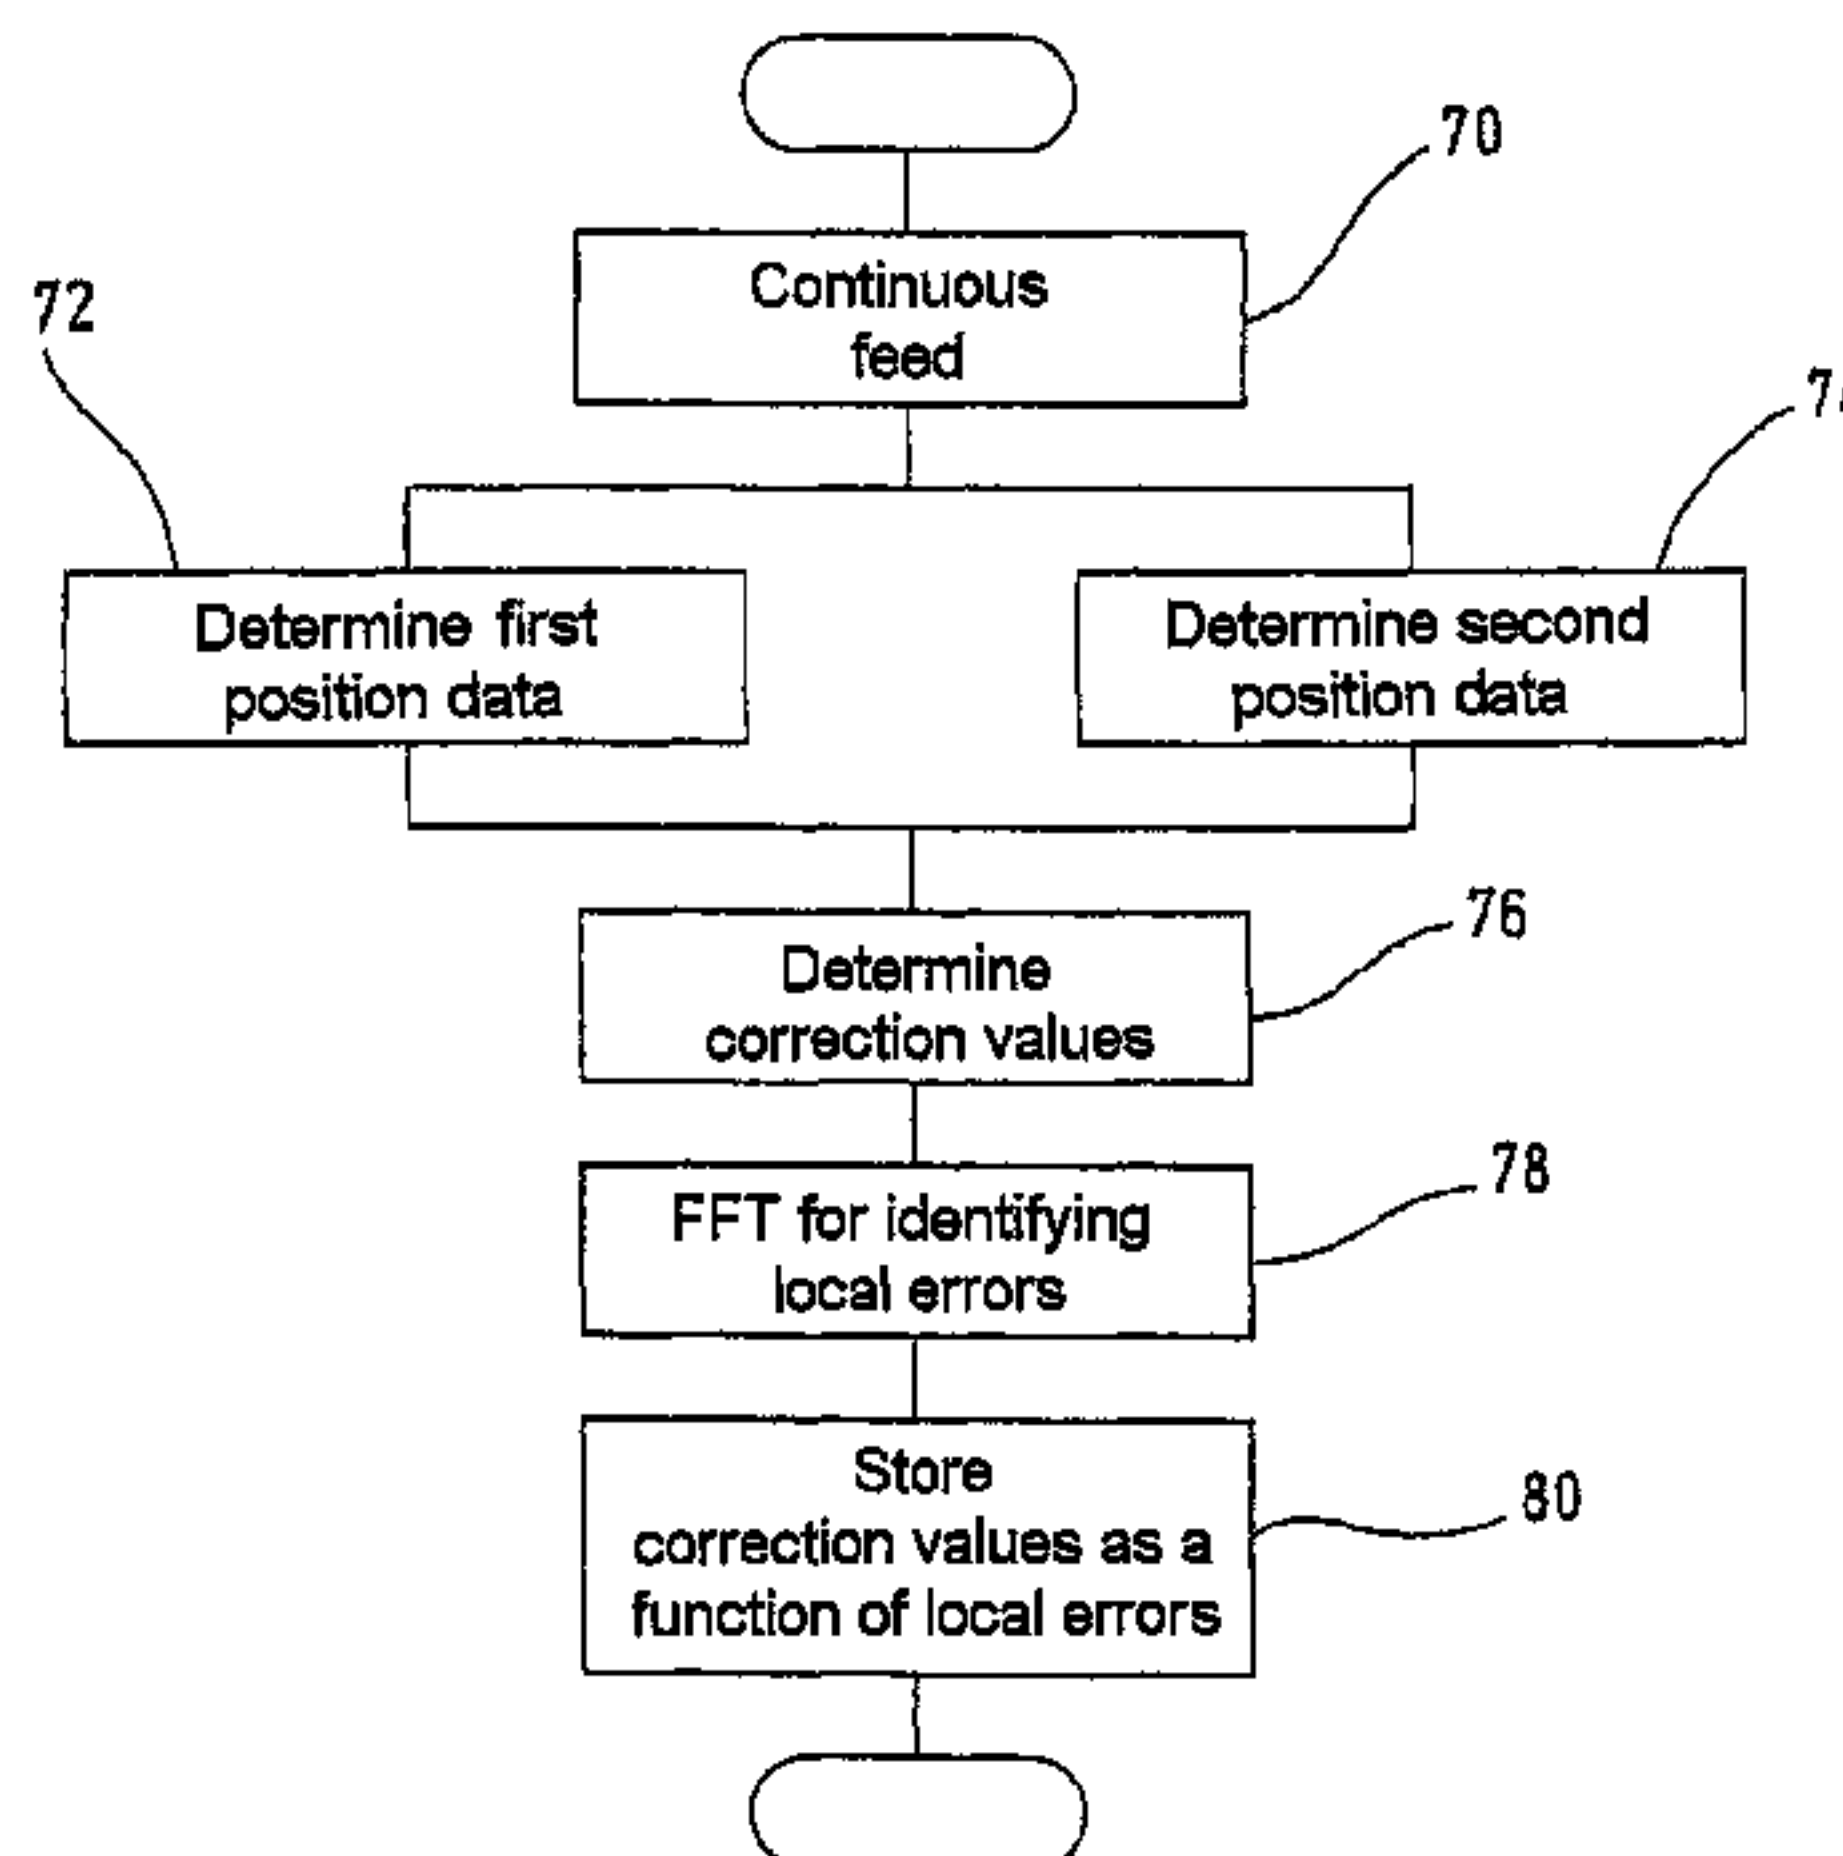 70
Continuous
feed
72
Determine first
position data
Determine second
position data
76
Determine
correction values
78
FFT for identifying
local errors
80
Store
correction values as a
function of local errors